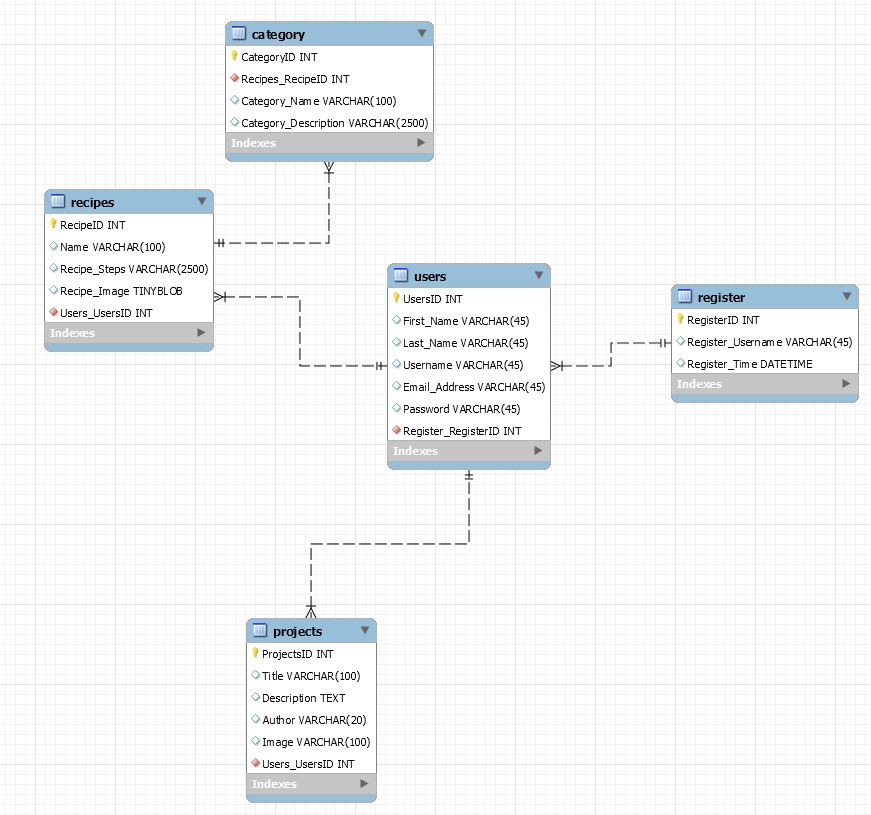 category
CategoryID INT
Recipes_RecipeID INT
Category_Name VARCHAR(100)
Category_Description VARCHAR(2500)
Indexes
recipes
RecipeID INT
Name VARCHAR(100)
Recipe_Steps VARCHAR(2500)
Recipe_Image TINYBLOB
Users_UsersID INT
Indexes
users
UsersID INT
First_Name VARCHAR(45)
Last_Name VARCHAR(45)
Username VARCHAR(45)
Email_Address VARCHAR(45)
Password VARCHAR(45)
Register_RegisterID INT
Indexes
register
RegisterID INT
Register_Username VARCHAR(45)
Register_Time DATETIME
Indexes
projects
ProjectsID INT
Title VARCHAR(100)
Description TEXT
Author VARCHAR(20)
Image VARCHAR(100)
Users_UsersID INT
Indexes